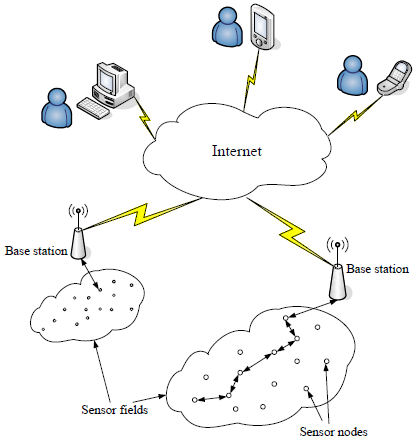 Internet
Base station
Base station
Sensor fields
Sensor nodes